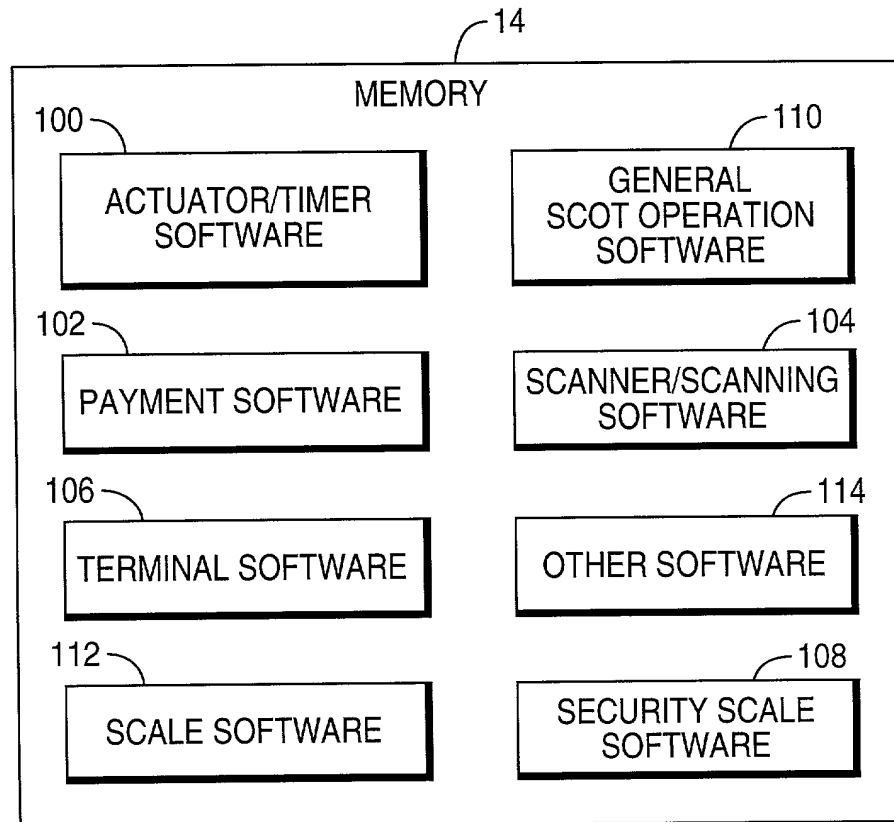 14
MEMORY
100
ACTUATOR/TIMER
SOFTWARE
110
GENERAL
SCOT OPERATION
SOFTWARE
102
PAYMENT SOFTWARE
104
SCANNER/SCANNING
SOFTWARE
106
TERMINAL SOFTWARE
114
OTHER SOFTWARE
112
SCALE SOFTWARE
108
SECURITY SCALE
SOFTWARE